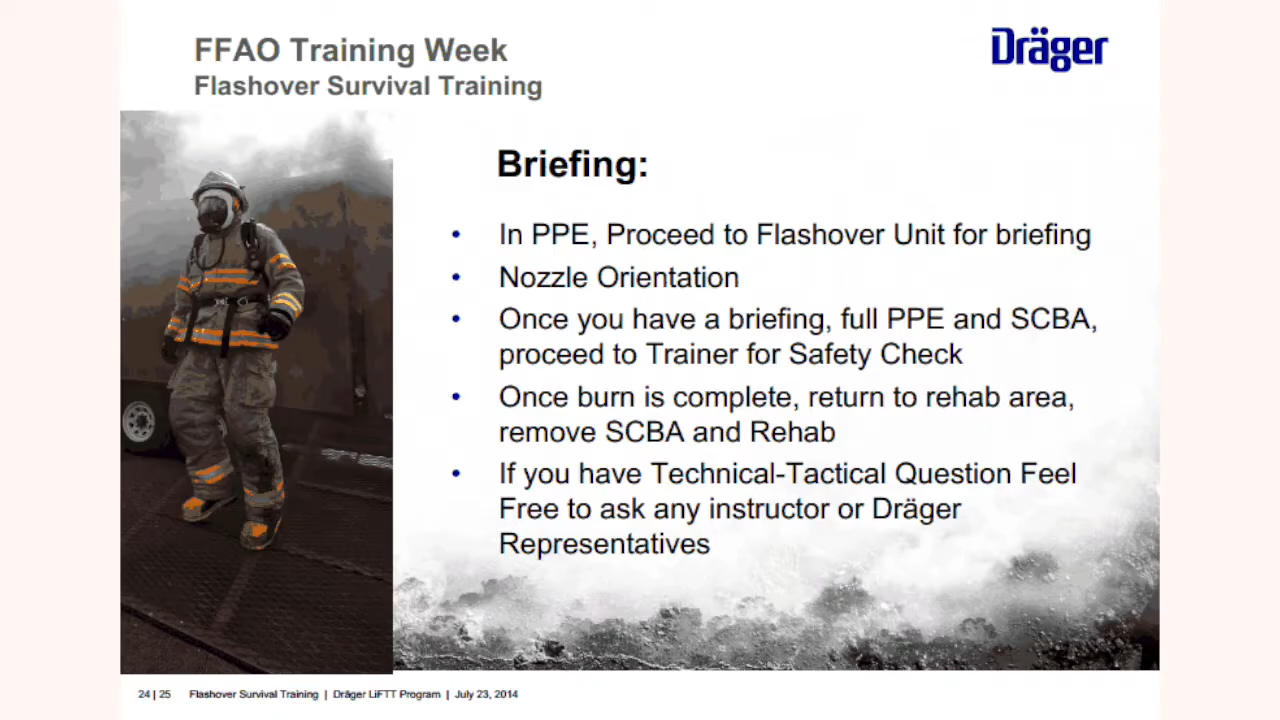 FFAO Training Week
Flashover Survival Training
Dräger
Briefing:
• In PPE, Proceed to Flashover Unit for briefing
• Nozzle Orientation
• Once you have a briefing, full PPE and SCBA,
proceed to Trainer for Safety Check
• Once burn is complete, return to rehab area,
remove SCBA and Rehab
• If you have Technical-Tactical Question Feel
Free to ask any instructor or Dräger
Representatives
24 | 25 Flashover Survival Training | Dräger LiFTT Program | July 23, 2014